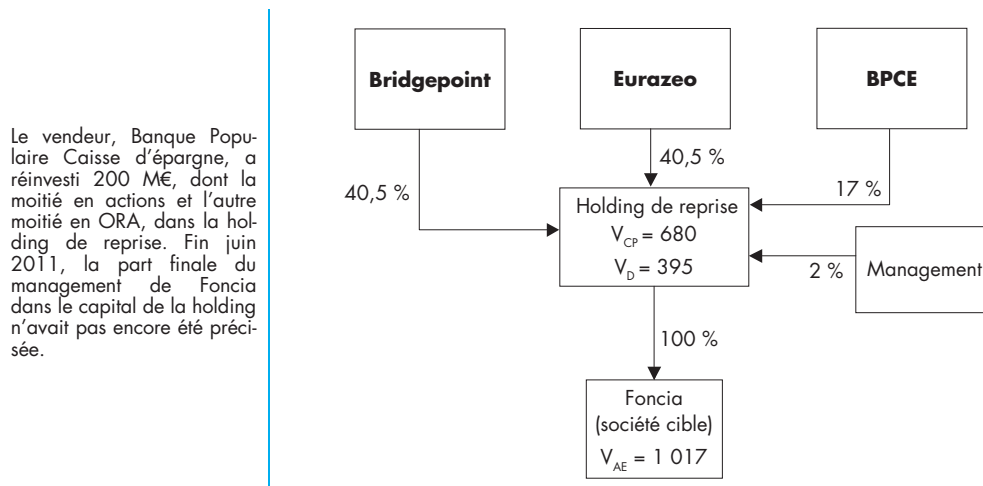 Le vendeur, Banque Popu-
laire Caisse d'épargne, a
réinvesti 200 M€, dont la
moitié en actions et l'autre
moitié en ORA, dans la hol-
ding de reprise. Fin juin
2011, la part finale du
management de Foncia
dans le capital de la holding
n'avait pas encore été préci-
sée.
Bridgepoint
Eurazeo
BPCE
40,5 %
40,5 %
17 %
Holding de reprise
V_CP = 680
V_D = 395
2 %
Management
100 %
Foncia
(société cible)
V_AE = 1 017